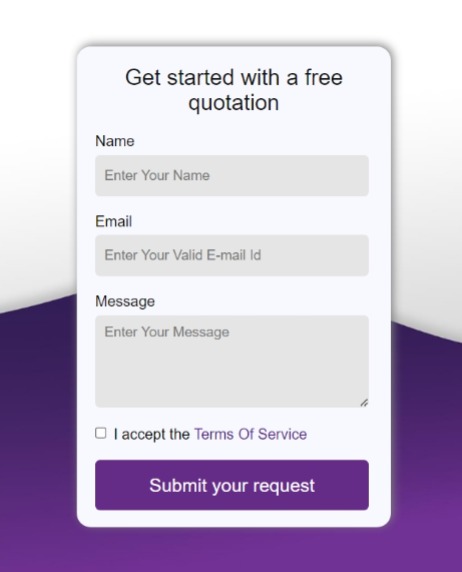 Get started with a free
quotation
Name
Enter Your Name
Email
Enter Your Valid E-mail Id
Message
Enter Your Message
I accept the Terms Of Service
Submit your request